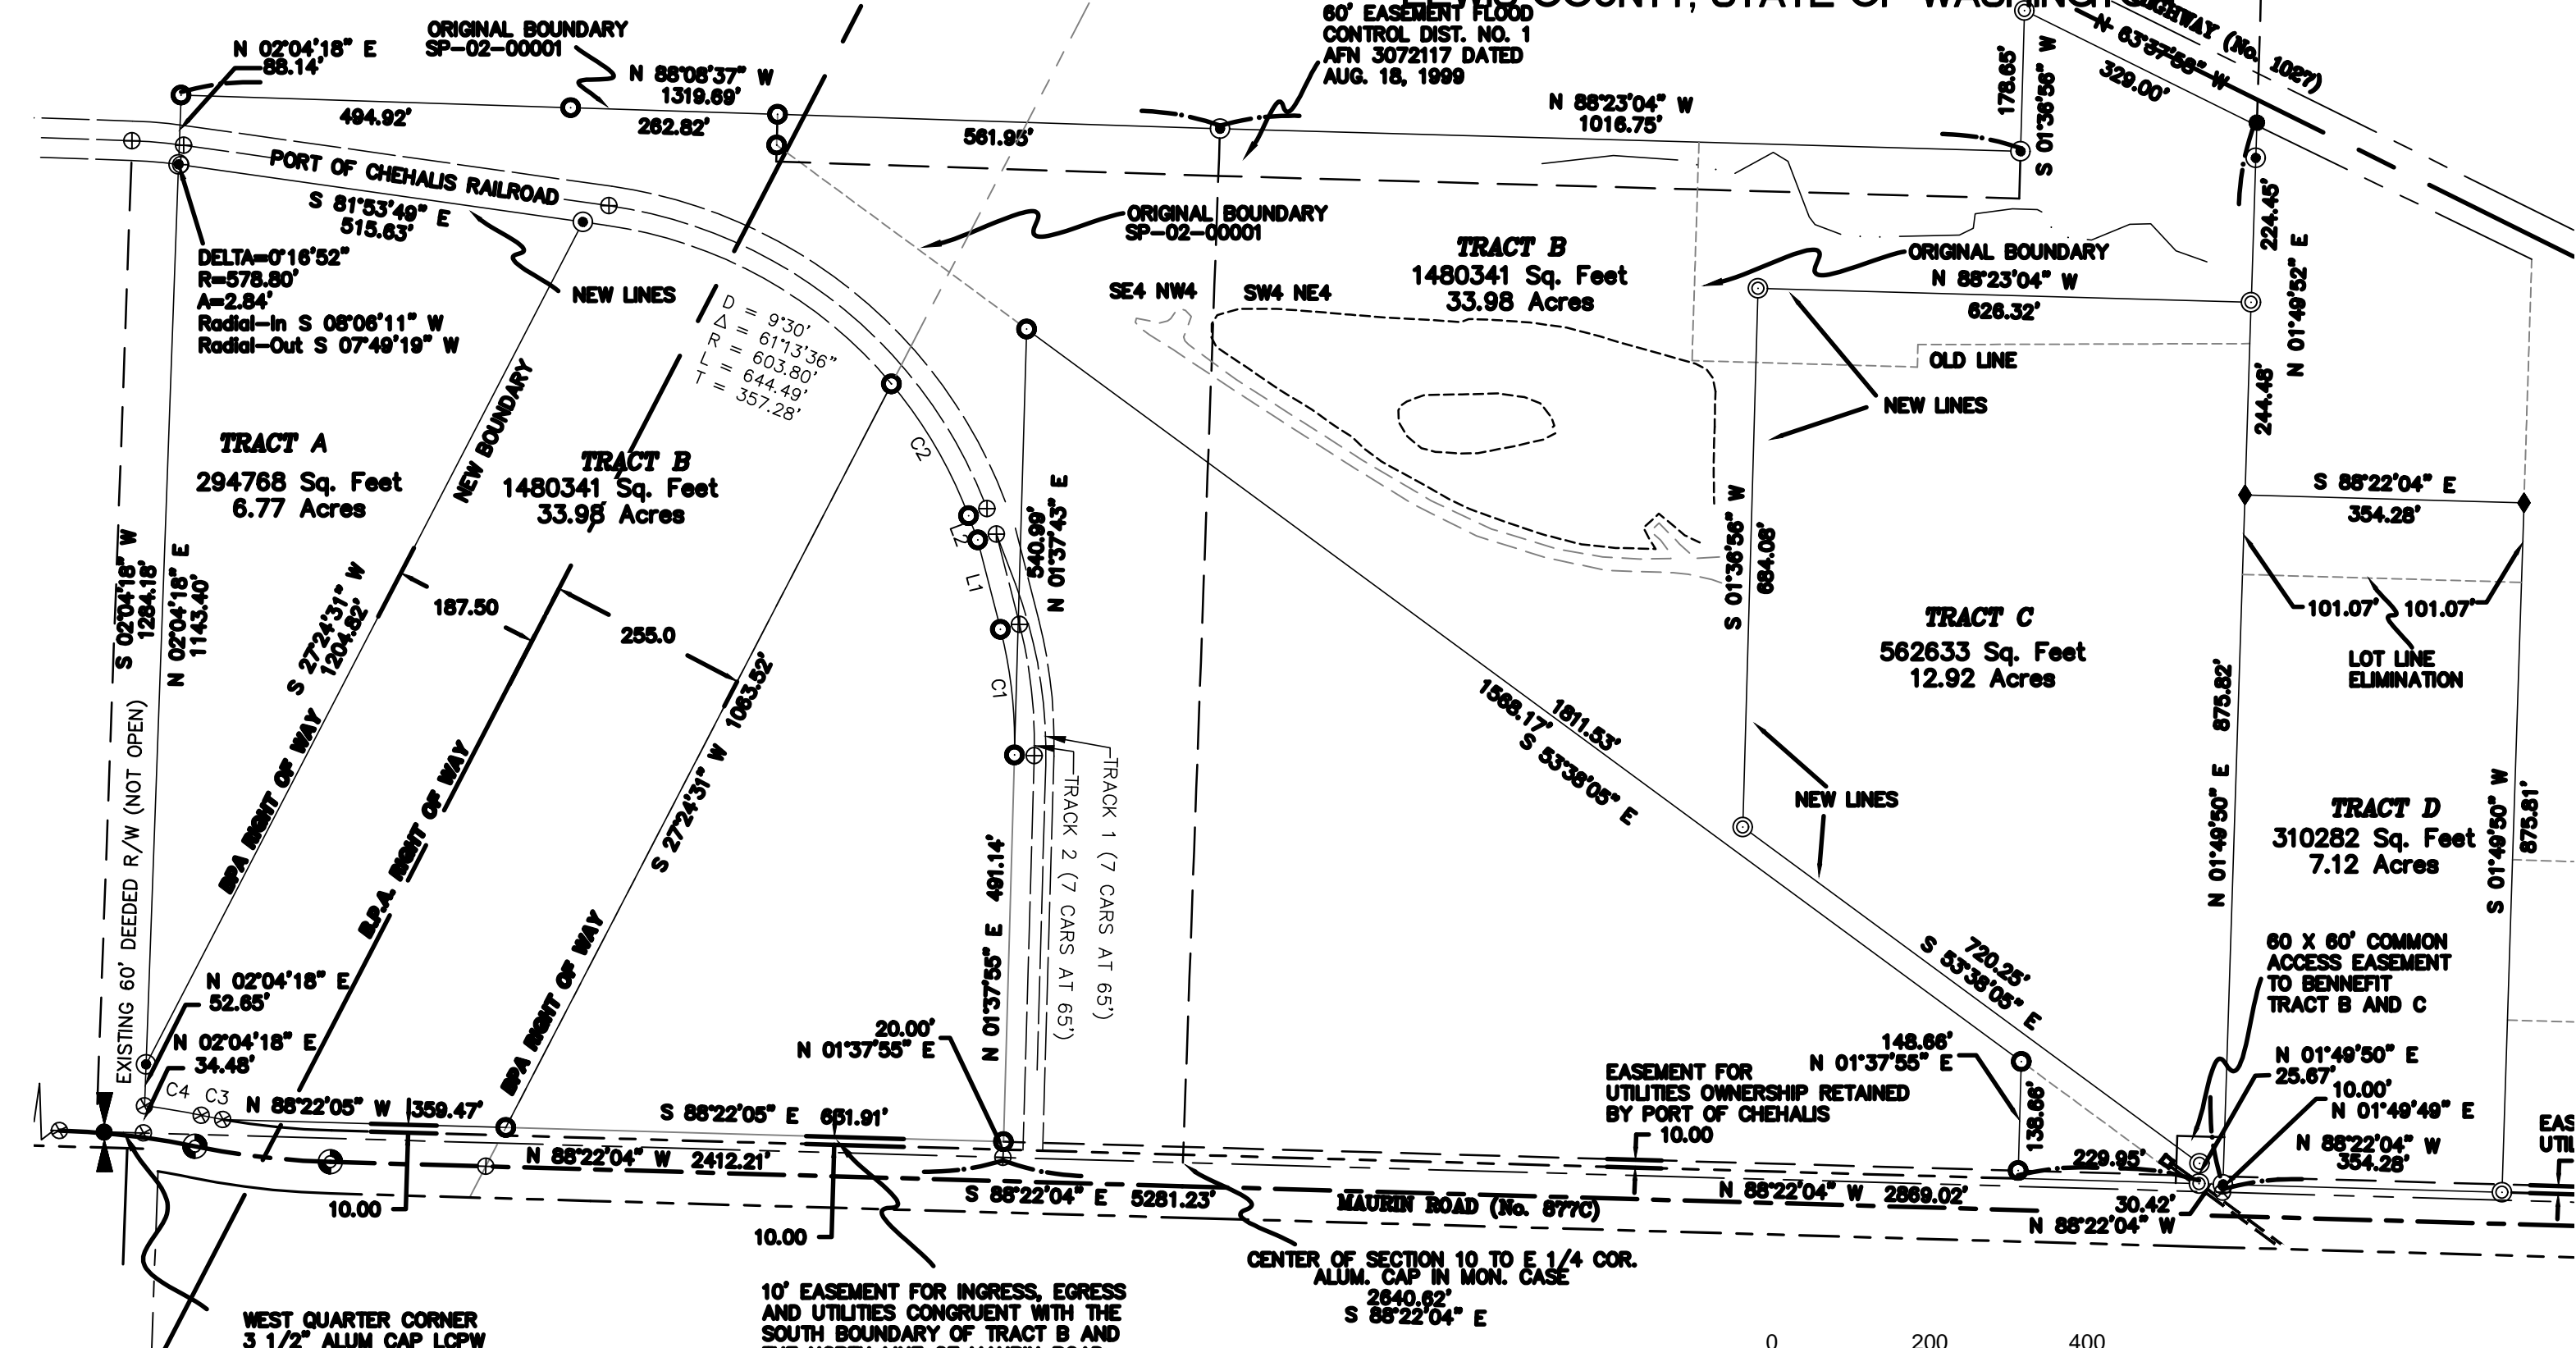 COUNTY, STATE OF
HIGHWAY (No. 1027)
N 63°37'58" W
329.00'
60' EASEMENT FLOOD
CONTROL DIST. NO. 1
AFN 3072117 DATED
AUG. 18, 1999
ORIGINAL BOUNDARY
SP-02-00001
N 02°04'18" E
88.14'
N 88°08'37" W
1319.69'
494.92'
262.82'
561.95'
N 88°23'04" W
1016.75'
178.65'
S 01°36'56" W
PORT OF CHEHALIS RAILROAD
S 81°53'49" E
515.63'
DELTA=0°16'52"
R=578.80'
A=2.84'
Radial-In S 08°06'11" W
Radial-Out S 07°49'19" W
NEW LINES
D = 9°30'
Δ = 61°13'36"
R = 603.80'
L = 644.49'
T = 357.28'
ORIGINAL BOUNDARY
SP-02-00001
SE4 NW4
SW4 NE4
TRACT B
1480341 Sq. Feet
33.98 Acres
ORIGINAL BOUNDARY
N 88°23'04" W
626.32'
OLD LINE
NEW LINES
224.45'
N 01°49'52" E
244.48'
S 88°22'04" E
354.28'
101.07'
101.07'
LOT LINE
ELIMINATION
TRACT A
294768 Sq. Feet
6.77 Acres
NEW BOUNDARY
TRACT B
1480341 Sq. Feet
33.98 Acres
C2
L2
L1
C1
540.99'
N 01°37'43" E
S 01°36'56" W
684.08'
TRACT C
562633 Sq. Feet
12.92 Acres
S 02°04'18" W
1284.18'
N 02°04'18" E
1143.40'
S 27°24'31" W
1204.82'
187.50
255.0
S 27°24'31" W 1063.52'
1568.17'
1811.53'
S 53°38'05" E
NEW LINES
N 01°49'50" E 875.82'
TRACT D
310282 Sq. Feet
7.12 Acres
S 01°49'50" W
875.81'
EXISTING 60' DEEDED R/W (NOT OPEN)
BPA RIGHT OF WAY
B.P.A. RIGHT OF WAY
BPA RIGHT OF WAY
N 01°37'55" E 491.14'
TRACK 2 (7 CARS AT 65')
TRACK 1 (7 CARS AT 65')
720.25'
S 53°38'05" E
60 X 60' COMMON
ACCESS EASEMENT
TO BENNEFIT
TRACT B AND C
N 02°04'18" E
52.65'
N 02°04'18" E
34.48'
C4 C3
N 88°22'05" W 359.47'
S 88°22'05" E 651.91'
20.00'
N 01°37'55" E
EASEMENT FOR
UTILITIES OWNERSHIP RETAINED
BY PORT OF CHEHALIS
10.00
148.66'
N 01°37'55" E
138.66'
229.95'
N 01°49'50" E
25.67'
10.00'
N 01°49'49" E
N 88°22'04" W
354.28'
N 88°22'04" W 2412.21'
S 88°22'04" E 5281.23'
MAURIN ROAD (No. 877C)
N 88°22'04" W 2869.02'
30.42'
N 88°22'04" W
10.00
10.00
CENTER OF SECTION 10 TO E 1/4 COR.
ALUM. CAP IN MON. CASE
2640.62'
S 88°22'04" E
10' EASEMENT FOR INGRESS, EGRESS
AND UTILITIES CONGRUENT WITH THE
SOUTH BOUNDARY OF TRACT B AND
WEST QUARTER CORNER
3 1/2" ALUM CAP LCPW
0 200 400